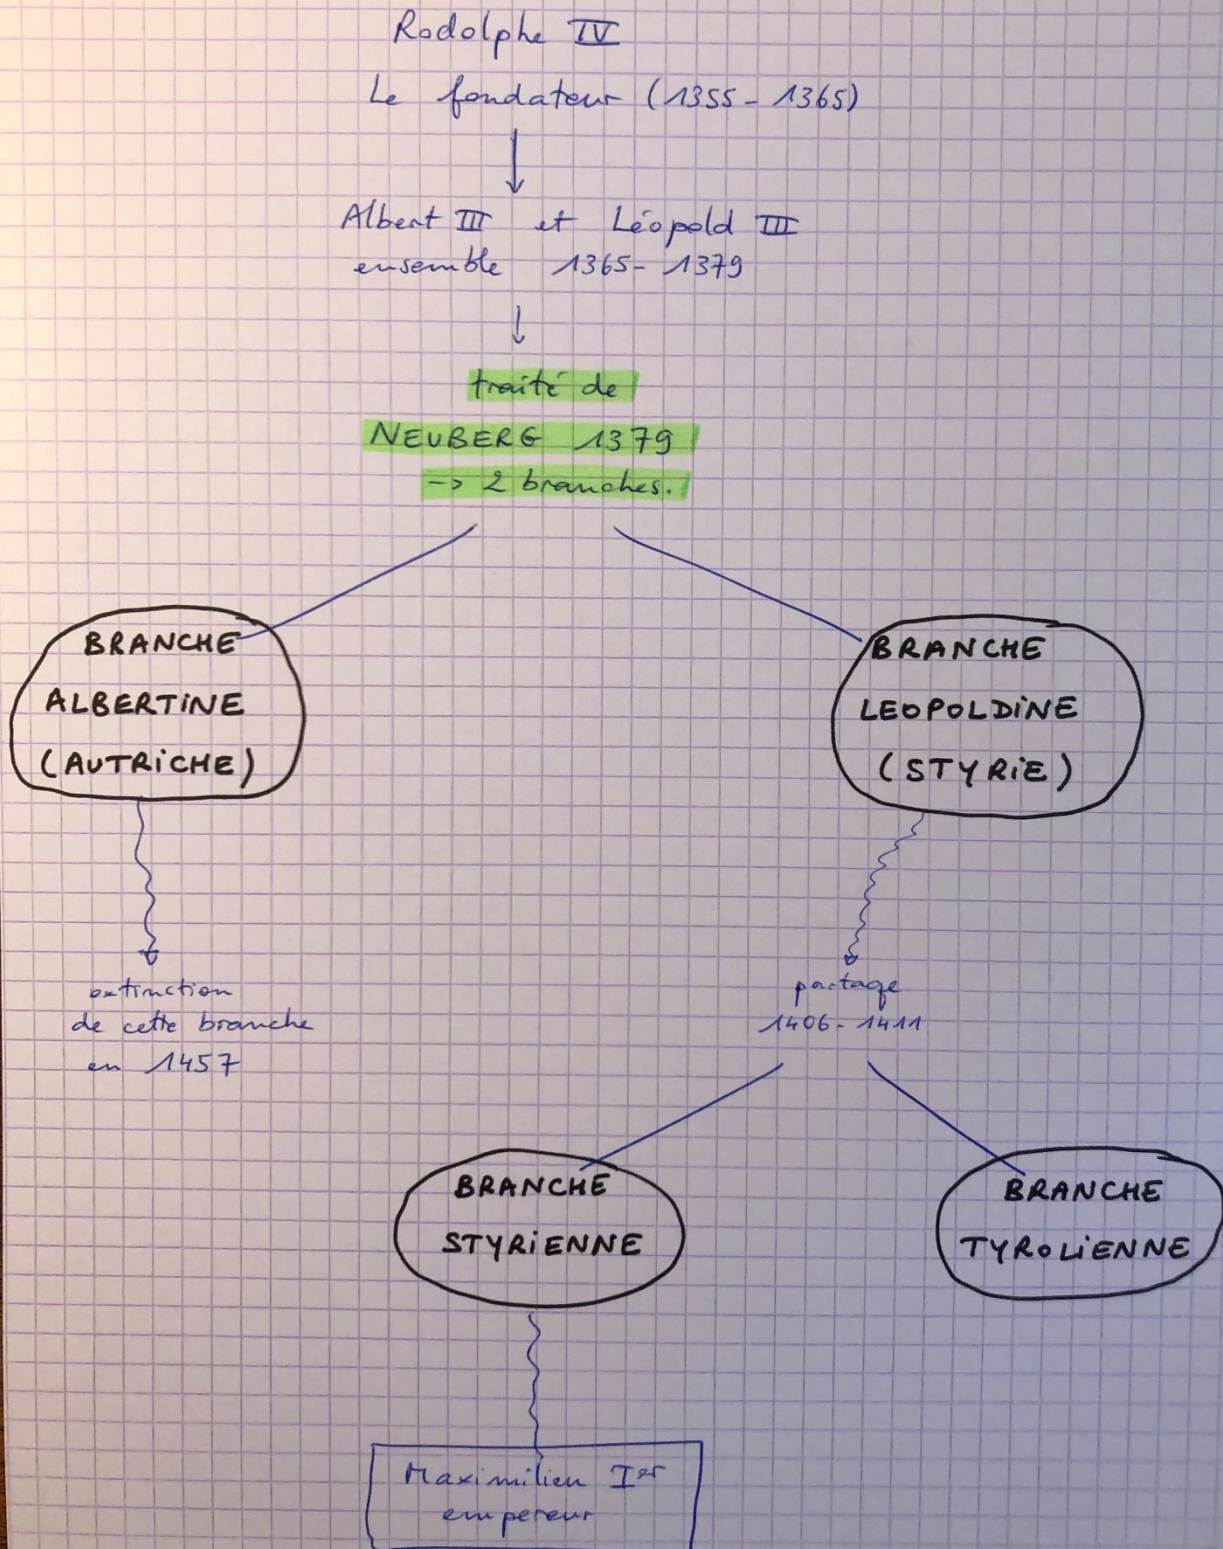 Rodolphe IV
Le fondateur (1355 - 1365)
Albert III et Léopold III
ensemble 1365 - 1379
traité de
NEUBERG 1379
-> 2 branches.
BRANCHE
ALBERTINE
(AUTRICHE)
BRANCHE
LEOPOLDINE
(STYRIE)
extinction
de cette branche
en 1457
partage
1406 - 1411
BRANCHE
STYRIENNE
BRANCHE
TYROLIENNE
Maximilien Ier
empereur